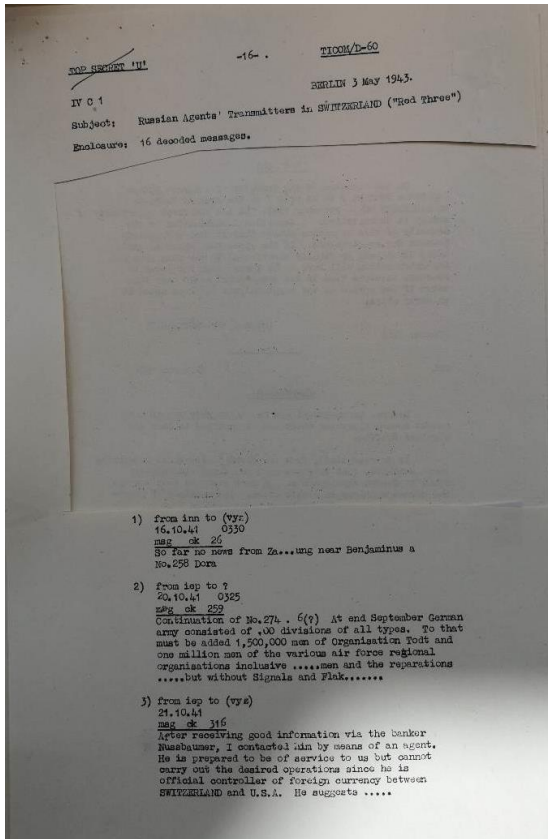 -16- .
TICOM/D-60
TOP SECRET 'U'
BERLIN 3 May 1943.
IV C 1
Subject: Russian Agents' Transmitters in SWITZERLAND ("Red Three")
Enclosure: 16 decoded messages.
1) from inn to (vyz)
16.10.41 0330
msg ck 26
So far no news from Za...ung near Benjaminus a
No.258 Dora
2) from iep to ?
20.10.41 0325
msg ck 259
Continuation of No.274 . 6(?) At end September German
army consisted of .00 divisions of all types. To that
must be added 1,500,000 men of Organisation Todt and
one million men of the various air force regional
organisations inclusive .....men and the reparations
.....but without Signals and Flak.......
3) from iep to (vyz)
21.10.41
msg ck 316
After receiving good information via the banker
Nussbaumer, I contacted him by means of an agent.
He is prepared to be of service to us but cannot
carry out the desired operations since he is
official controller of foreign currency between
SWITZERLAND and U.S.A. He suggests .....